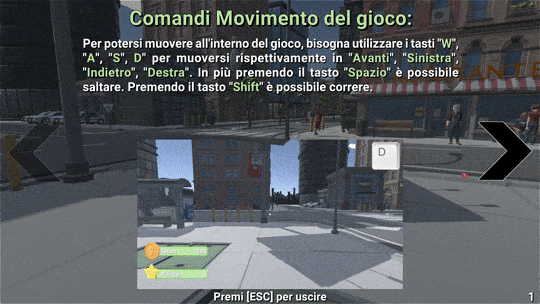 Comandi Movimento del gioco:
Per potersi muovere all'interno del gioco, bisogna utilizzare i tasti "W",
"A", "S", D" per muoversi rispettivamente in "Avanti", "Sinistra",
"Indietro", "Destra". In più premendo il tasto "Spazio" è possibile
saltare. Premendo il tasto "Shift" è possibile correre.
D
Premi [ESC] per uscire
1